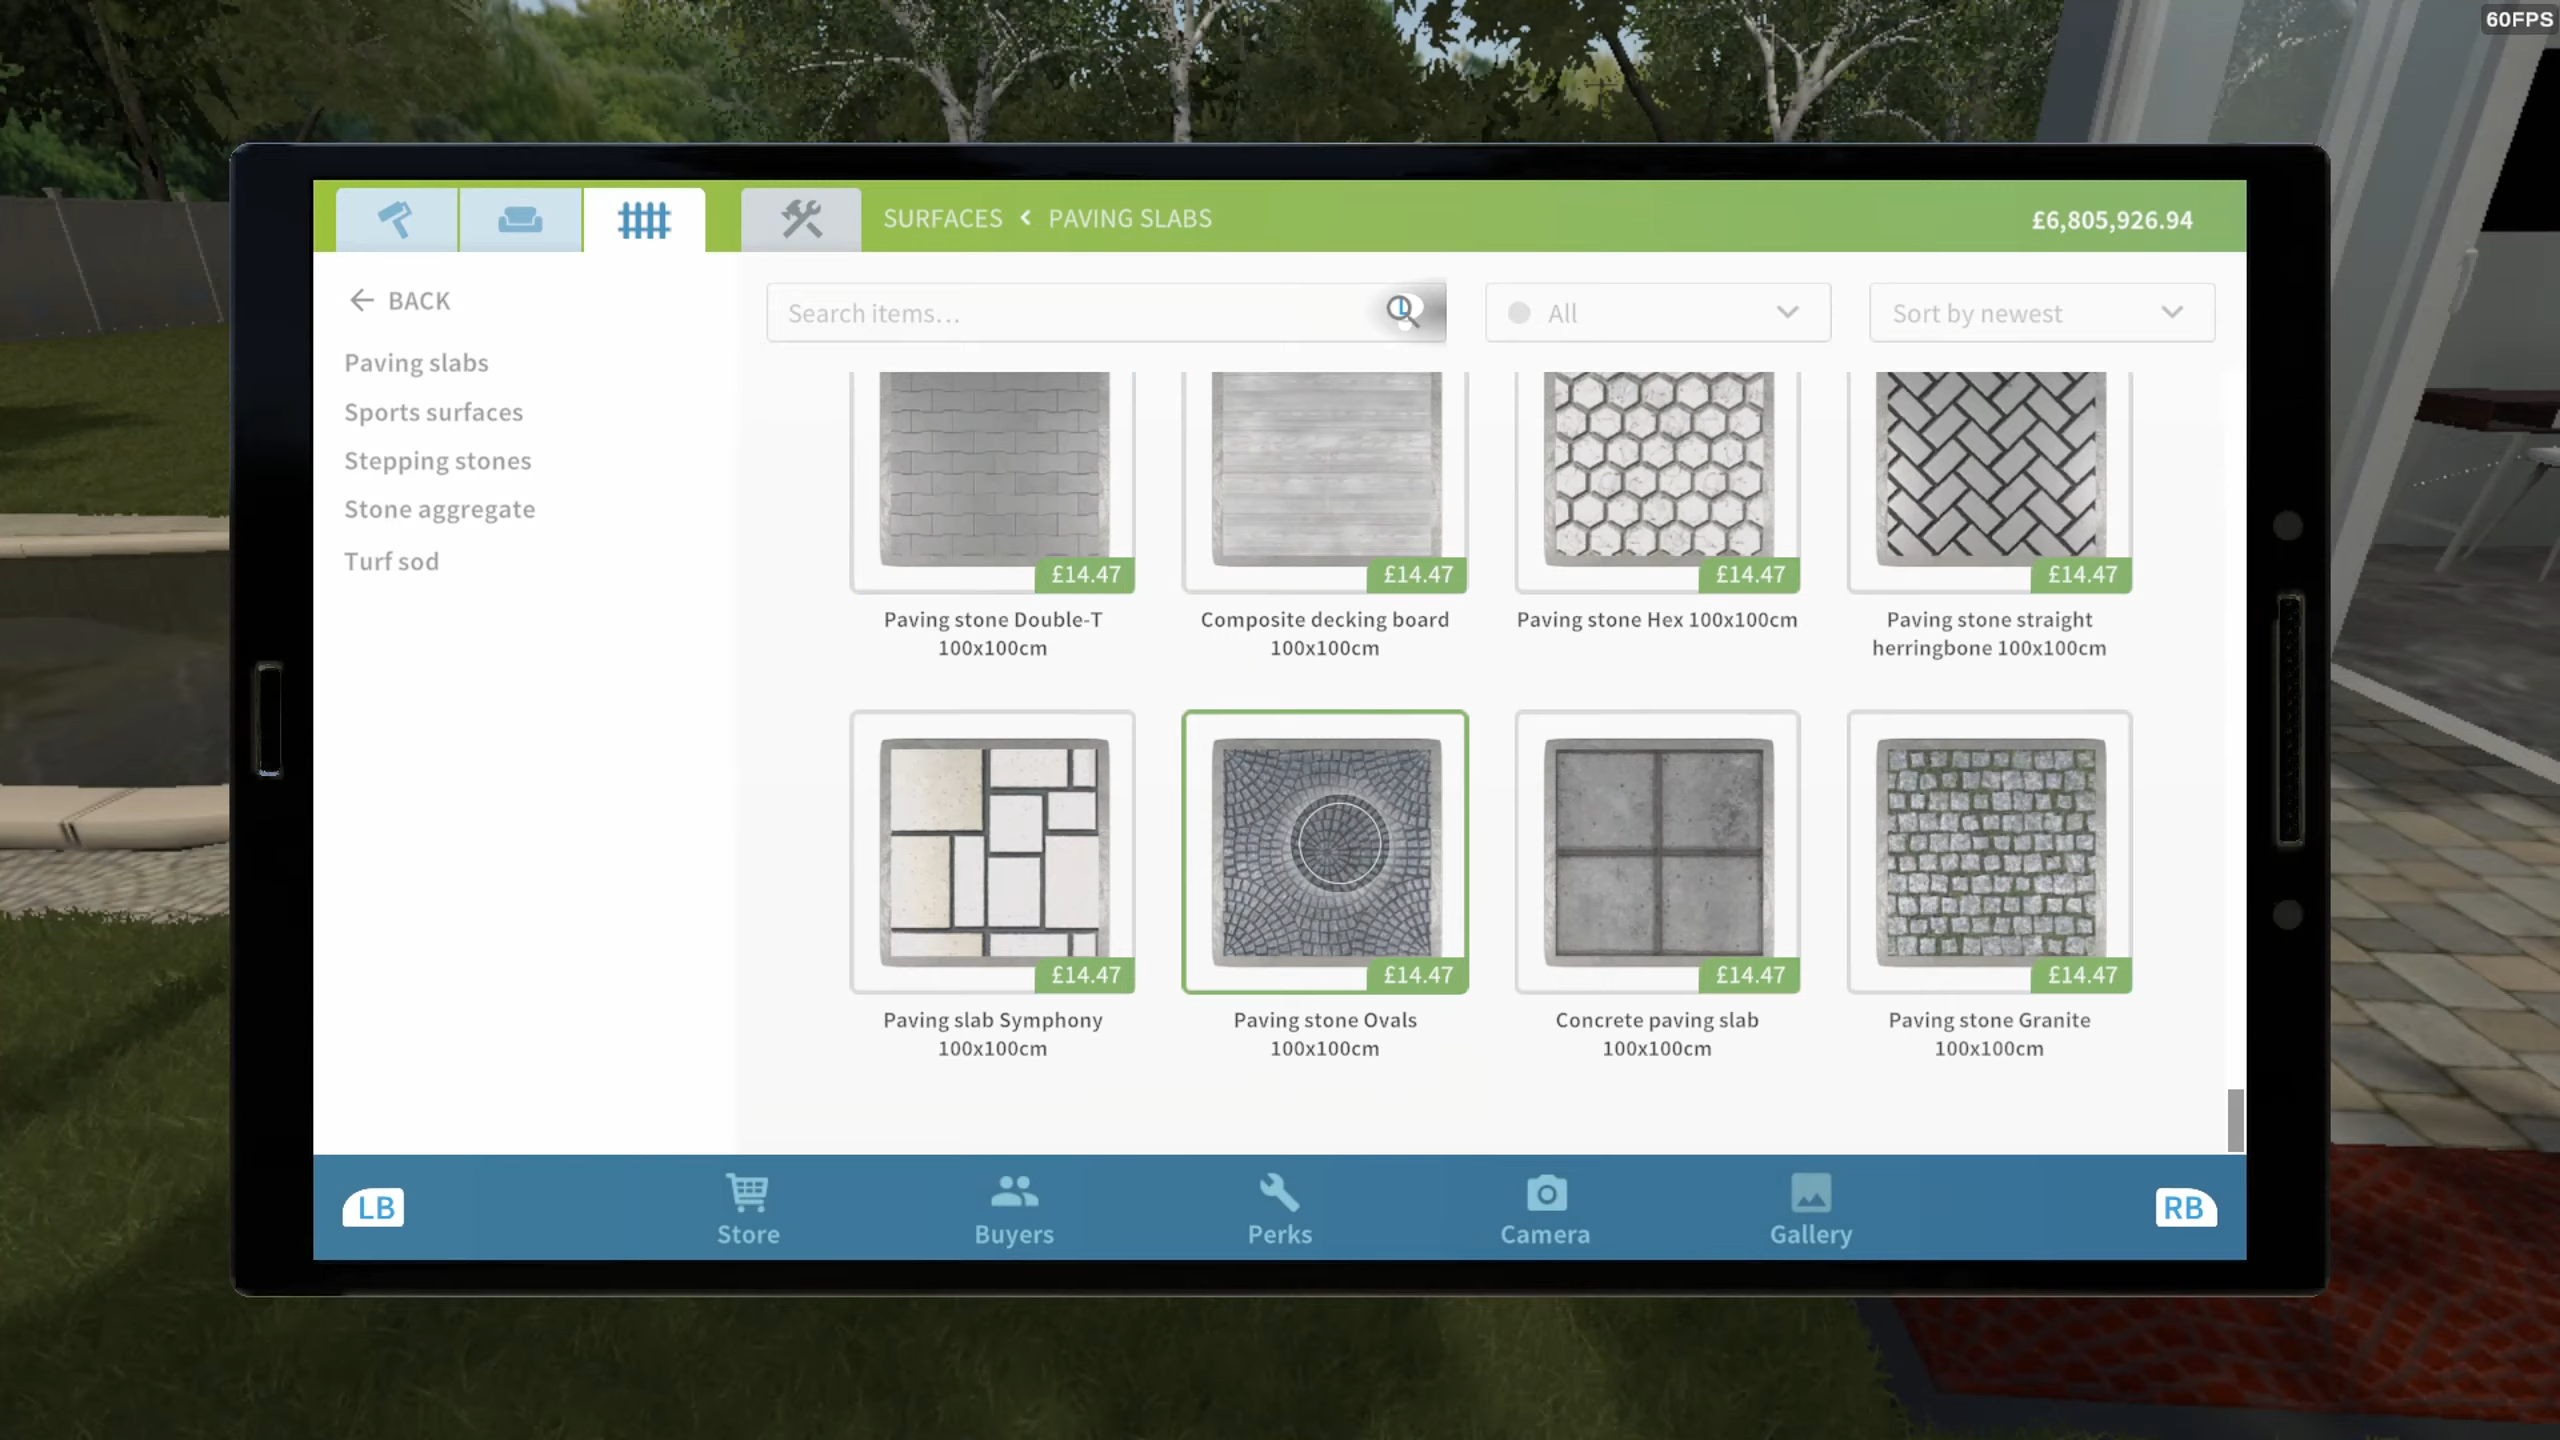 60FPS
SURFACES < PAVING SLABS
£6,805,926.94
← BACK
Search items...
All
Sort by newest
Paving slabs
Sports surfaces
Stepping stones
Stone aggregate
Turf sod
£14.47
£14.47
£14.47
£14.47
Paving stone Double-T
100x100cm
Composite decking board
100x100cm
Paving stone Hex 100x100cm
Paving stone straight
herringbone 100x100cm
£14.47
£14.47
£14.47
£14.47
Paving slab Symphony
100x100cm
Paving stone Ovals
100x100cm
Concrete paving slab
100x100cm
Paving stone Granite
100x100cm
LB
Store
Buyers
Perks
Camera
Gallery
RB